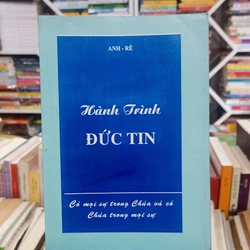 ANH - RÊ
Hành Trình
ĐỨC TIN
Có mọi sự trong Chúa và có
Chúa trong mọi sự